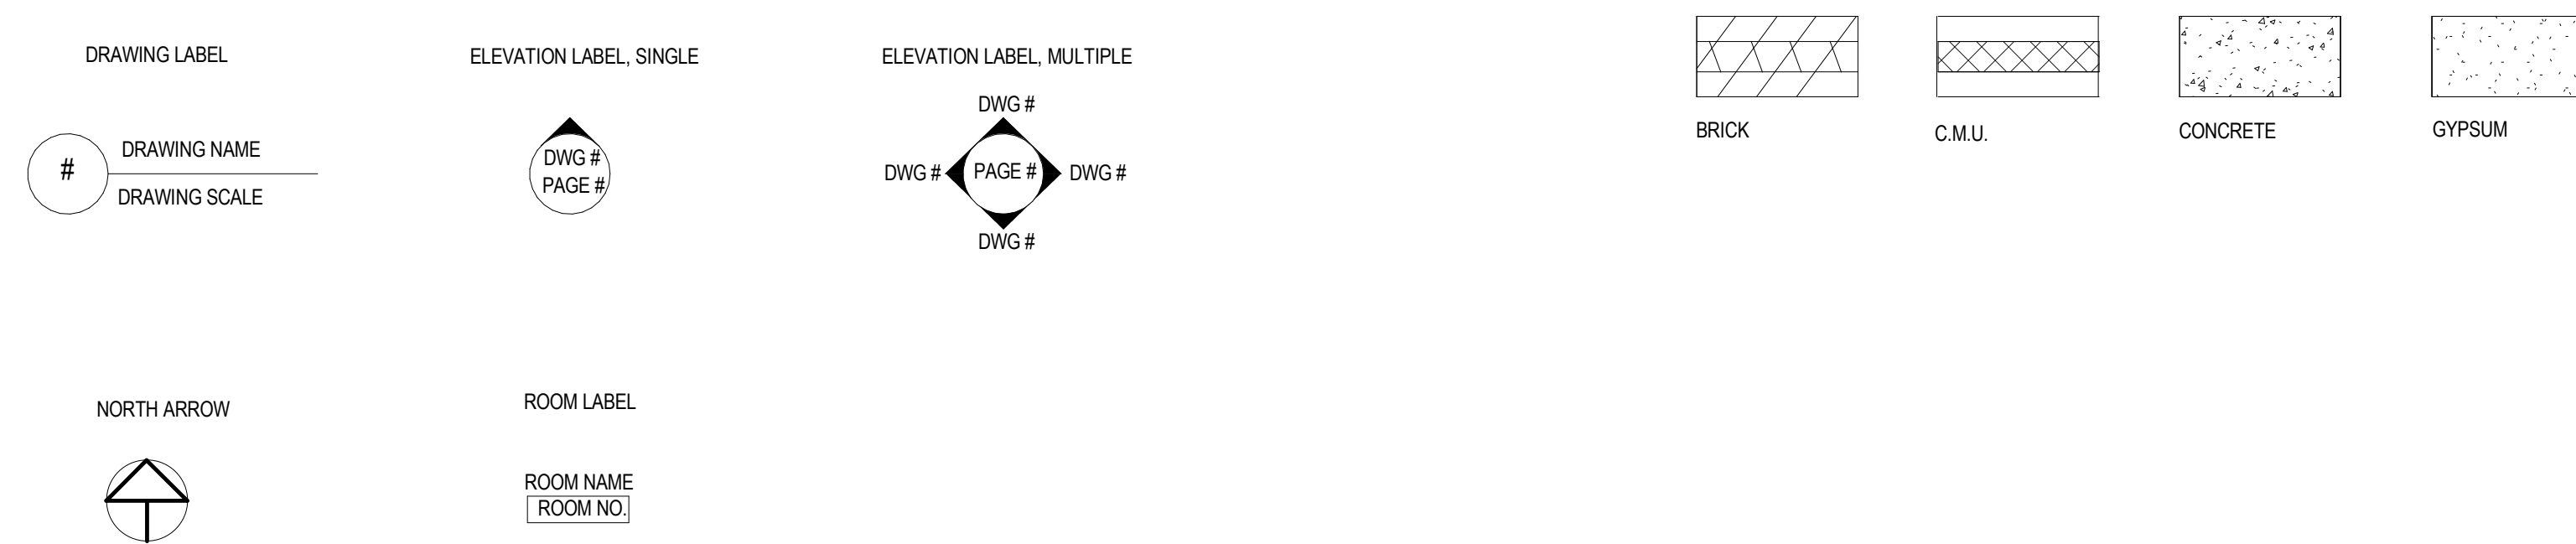 DRAWING LABEL
#
DRAWING NAME
DRAWING SCALE
ELEVATION LABEL, SINGLE
DWG #
PAGE #
ELEVATION LABEL, MULTIPLE
DWG #
DWG #
PAGE #
DWG #
DWG #
BRICK
C.M.U.
CONCRETE
GYPSUM
NORTH ARROW
ROOM LABEL
ROOM NAME
ROOM NO.